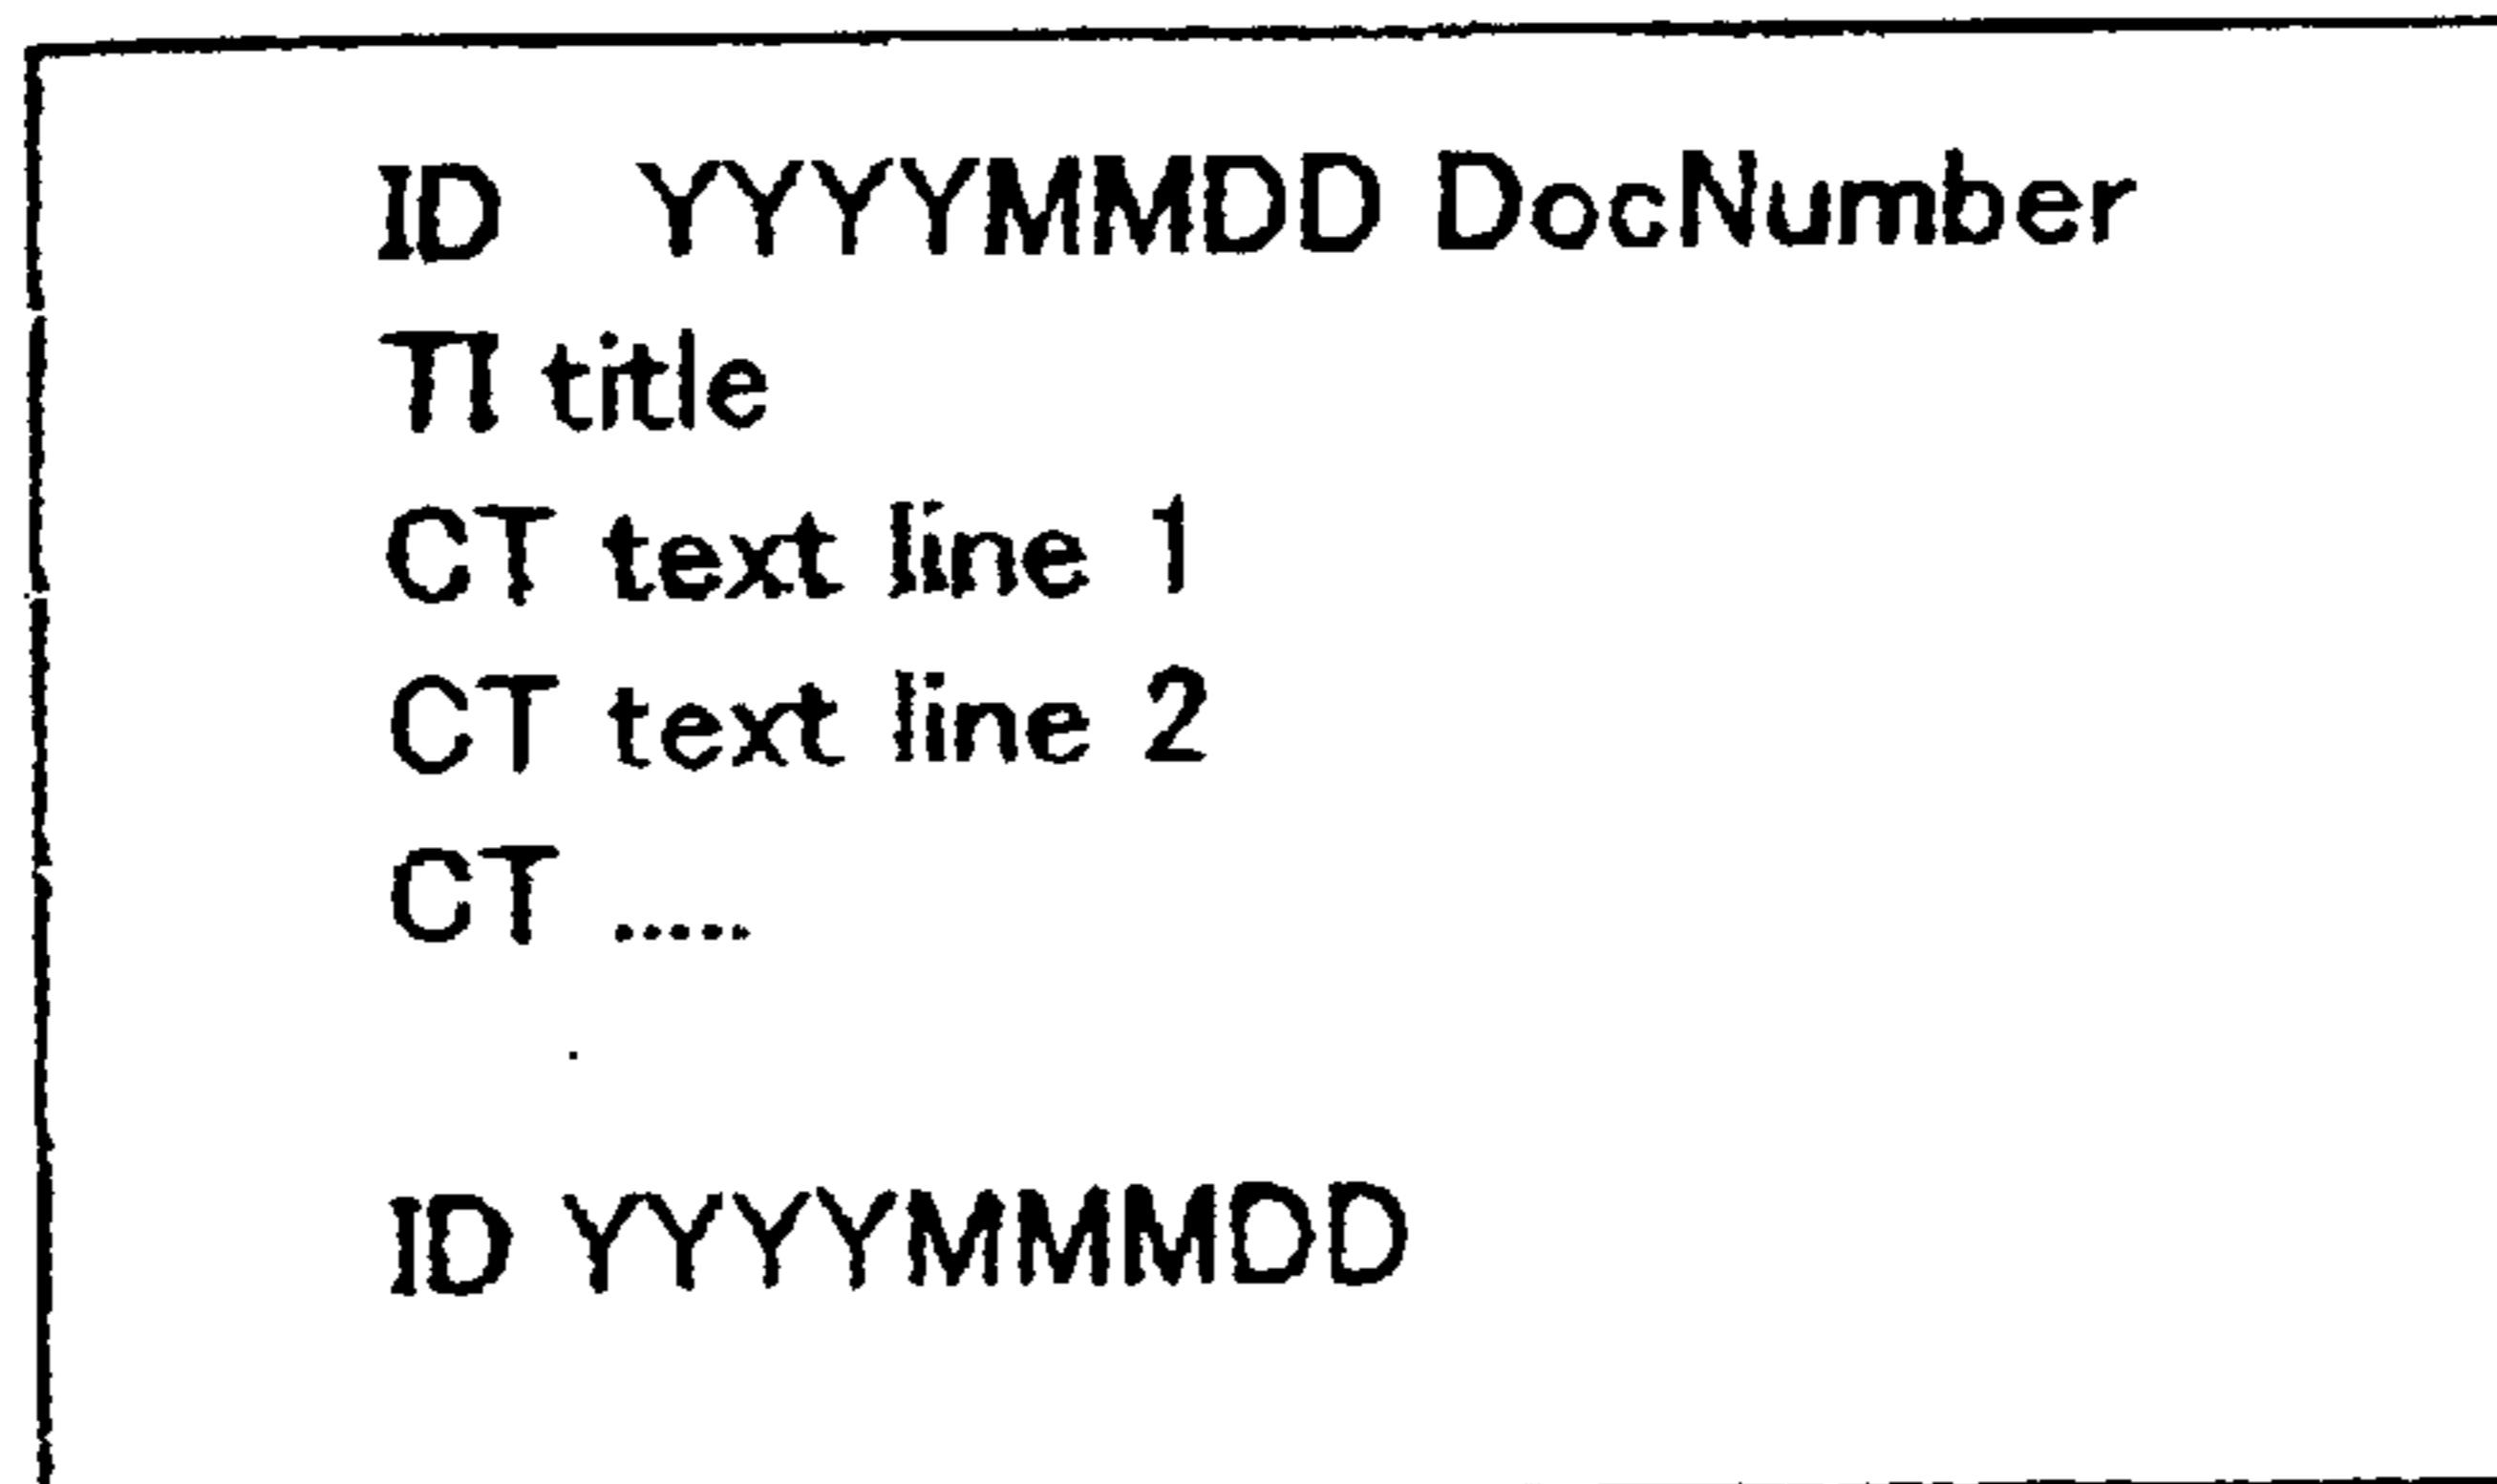 ID YYYYMMDD DocNumber
TI title
CT text line 1
CT text line 2
CT .....
ID YYYYMMMDD